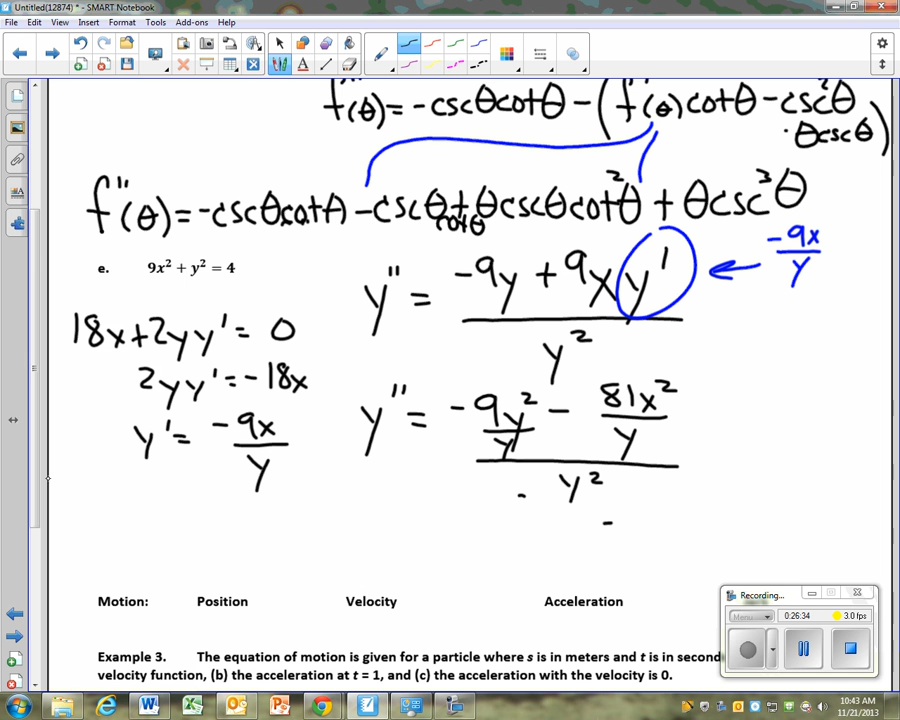 Untitled(12874) * - SMART Notebook
File Edit View Insert Format Tools Add-ons Help
f''(θ) = -cscθcotθ - (f'(θ)cotθ - csc²θ
· θcscθ)
f''(θ) = -cscθcotθ - cscθcotθ + θcscθcot²θ + θcsc³θ
e. 9x² + y² = 4
y'' = (-9y + 9xy') / y² ← -9x/y
18x + 2yy' = 0
2yy' = -18x
y' = -9x/y
y'' = (-9y²/y - 81x²/y) / y²
Motion: Position Velocity Acceleration
Example 3. The equation of motion is given for a particle where s is in meters and t is in second
velocity function, (b) the acceleration at t = 1, and (c) the acceleration with the velocity is 0.
Recording...
Menu 0:26:34 3.0 fps
10:43 AM
11/21/2013